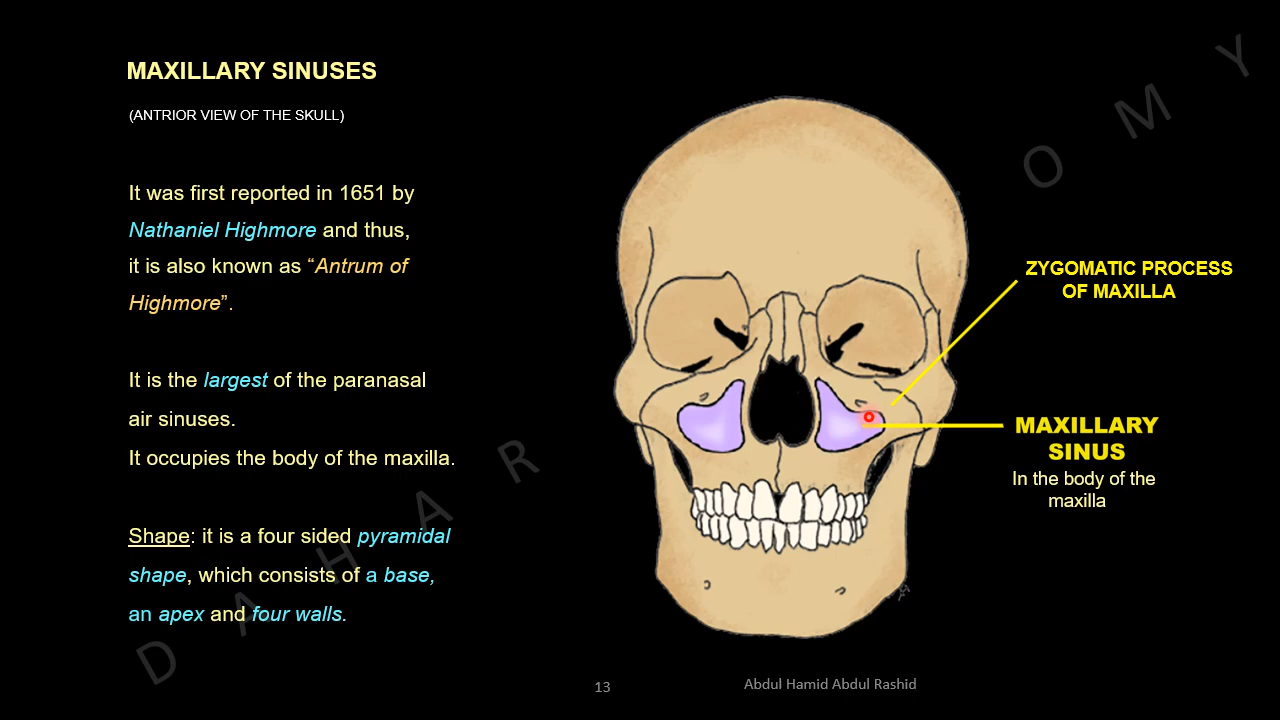 MAXILLARY SINUSES
(ANTRIOR VIEW OF THE SKULL)
It was first reported in 1651 by
Nathaniel Highmore and thus,
it is also known as “Antrum of
Highmore”.
It is the largest of the paranasal
air sinuses.
It occupies the body of the maxilla.
Shape: it is a four sided pyramidal
shape, which consists of a base,
an apex and four walls.
ZYGOMATIC PROCESS
OF MAXILLA
MAXILLARY
SINUS
In the body of the
maxilla
D A H A R O M Y
13
Abdul Hamid Abdul Rashid